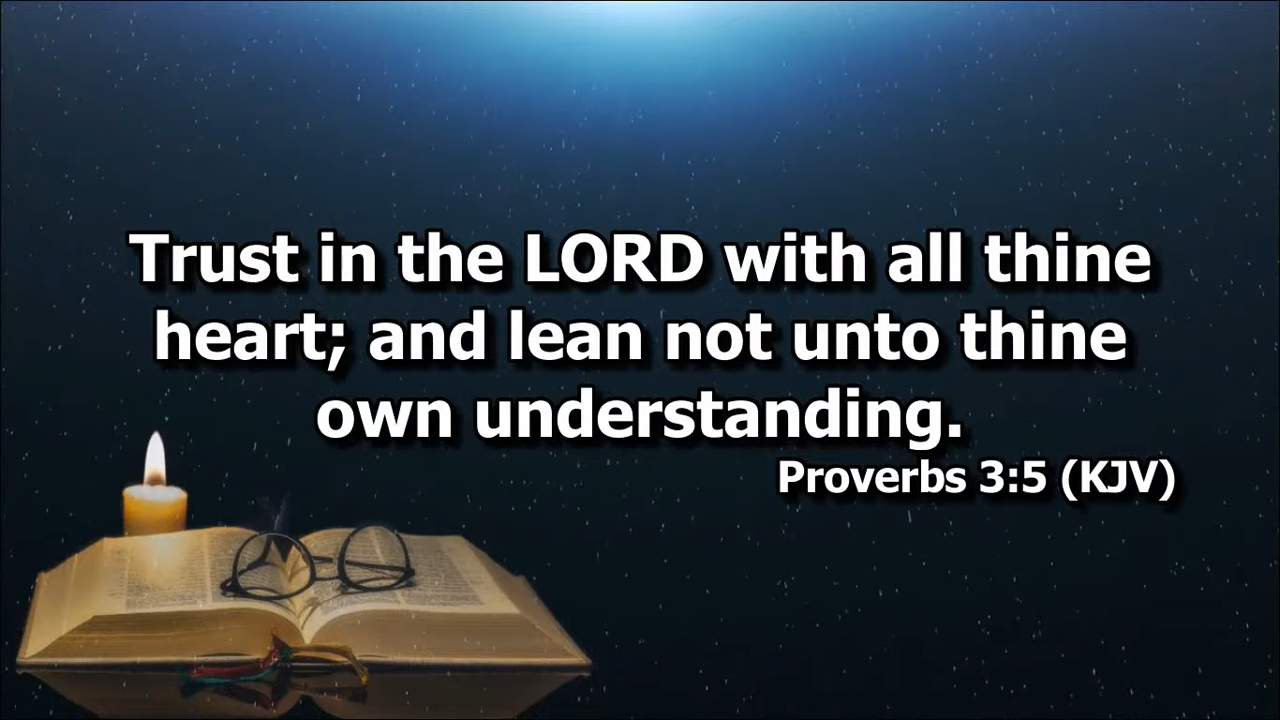 Trust in the LORD with all thine
heart; and lean not unto thine
own understanding.
Proverbs 3:5 (KJV)